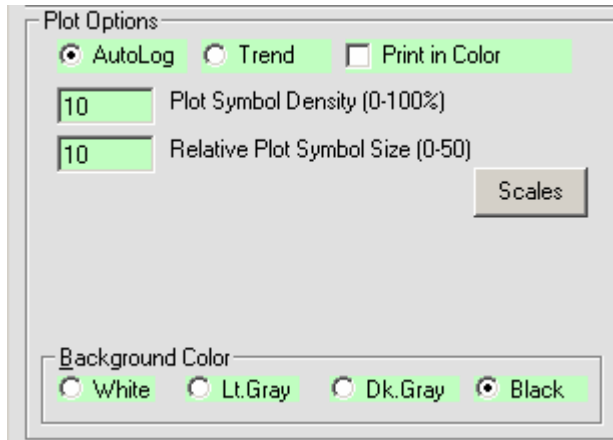 Plot Options
AutoLog Trend Print in Color
10 Plot Symbol Density (0-100%)
10 Relative Plot Symbol Size (0-50)
Scales
Background Color
White Lt.Gray Dk.Gray Black